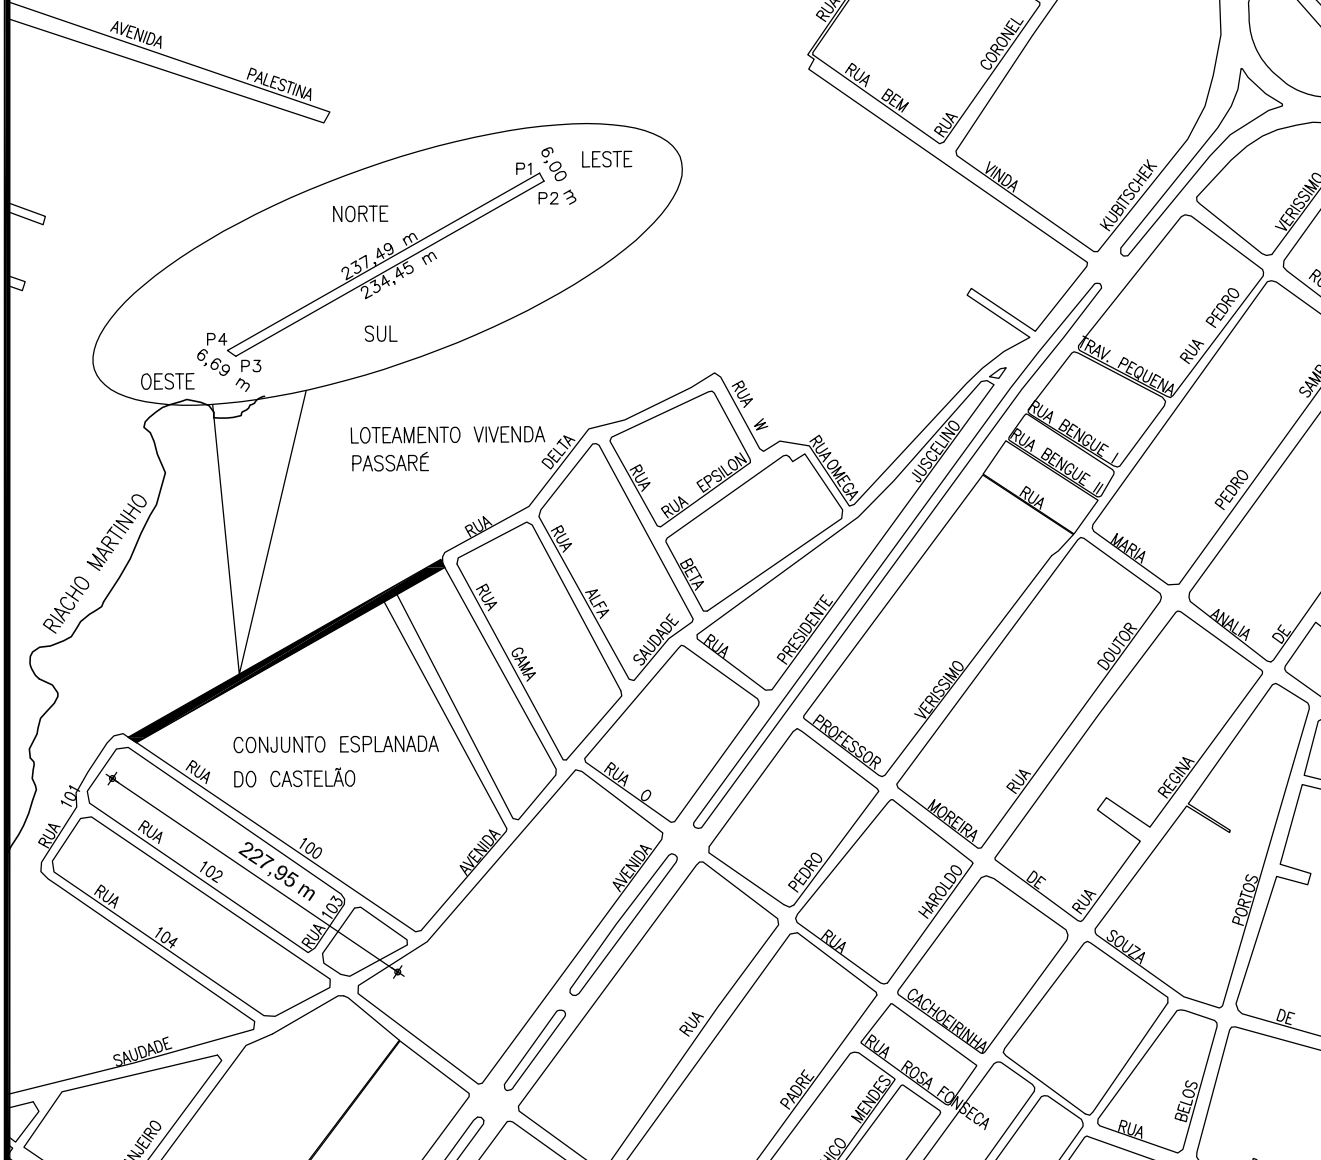 AVENIDA
PALESTINA
RUA
RUA
BEM
VINDA
RUA
CORONEL
KUBITSCHEK
VERISSIMO
LESTE
P1
6,00 m
P2
NORTE
237,49 m
234,45 m
SUL
P4
P3
6,69 m
OESTE
LOTEAMENTO VIVENDA
PASSARÉ
RIACHO MARTINHO
RUA
DELTA
RUA W
RUA OMEGA
RUA EPSILON
RUA
BETA
RUA
ALFA
RUA
GAMA
SAUDADE
AVENIDA
RUA
JUSCELINO
PRESIDENTE
AVENIDA
TRAV. PEQUENA
RUA PEDRO
RUA BENGUE I
RUA BENGUE II
RUA
PEDRO
MARIA
ANALIA
DE
DOUTOR
RUA
VERISSIMO
PROFESSOR
MOREIRA
DE
SOUZA
REGINA
RUA
PORTOS
DE
CONJUNTO ESPLANADA
DO CASTELÃO
RUA
100
RUA 101
RUA
102
227,95 m
RUA 103
RUA
104
SAUDADE
RUA O
PEDRO
RUA
HAROLDO
RUA
CACHOEIRINHA
RUA ROSA FONSECA
PADRE
MENDES
RUA
BELOS